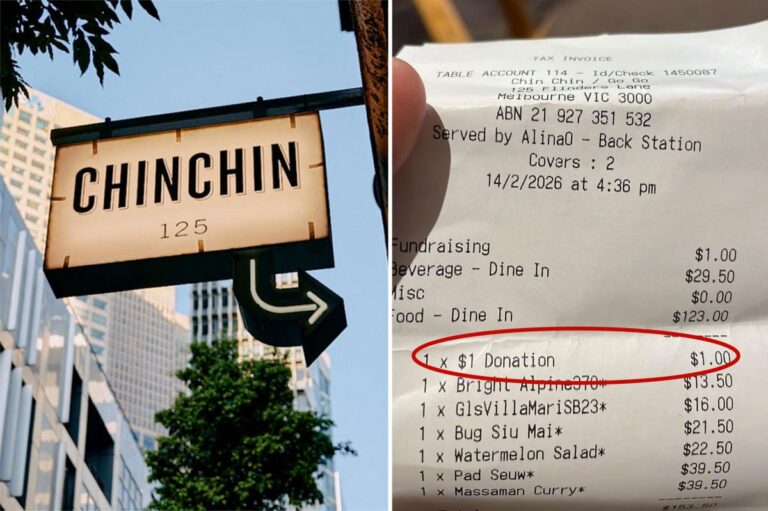 CHINCHIN
125
TAX INVOICE
TABLE ACCOUNT 114 - Id/Check 1450087
Chin Chin / Go Go
125 Flinders Lane
Melbourne VIC 3000
ABN 21 927 351 532
Served by AlinaO - Back Station
Covers : 2
14/2/2026 at 4:36 pm
Fundraising $1.00
Beverage - Dine In $29.50
Misc $0.00
Food - Dine In $123.00
1 x $1 Donation $1.00
1 x Bright Alpine370* $13.50
1 x GlsVillaMariSB23* $16.00
1 x Bug Siu Mai* $21.50
1 x Watermelon Salad* $22.50
1 x Pad Seuw* $39.50
1 x Massaman Curry* $39.50
$153.50